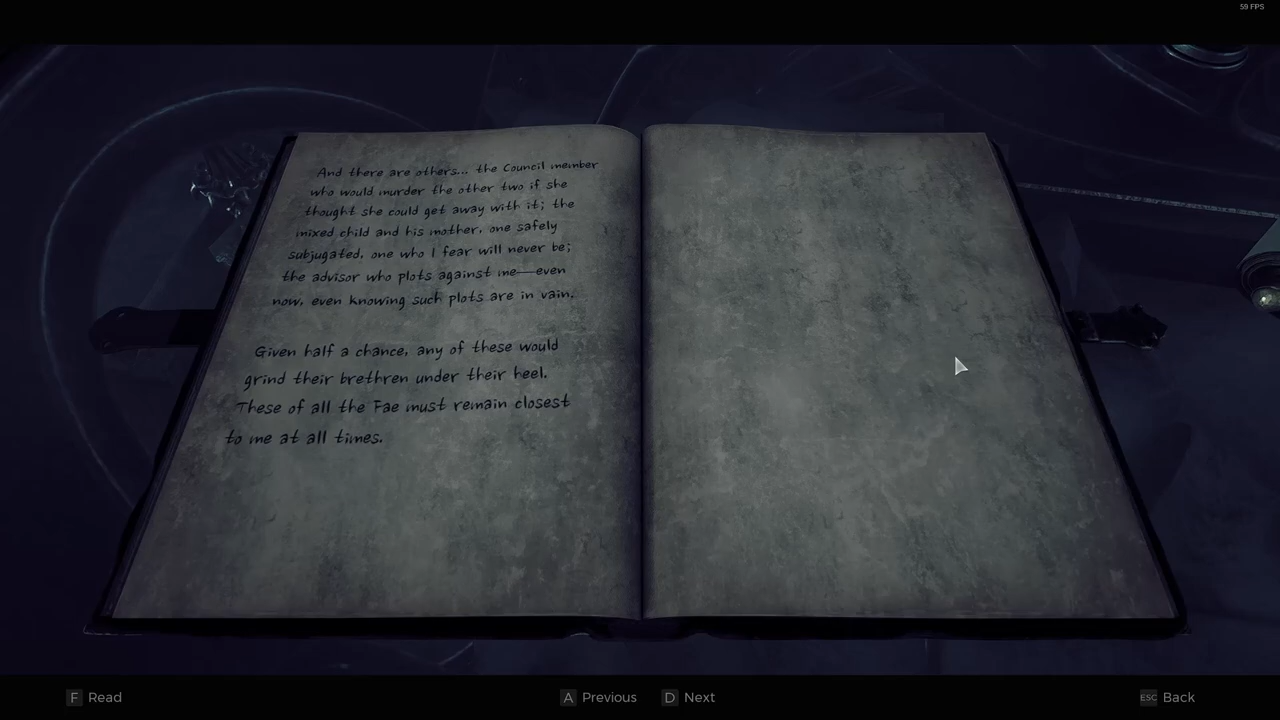 59 FPS
And there are others... the Council member
who would murder the other two if she
thought she could get away with it; the
mixed child and his mother, one safely
subjugated, one who I fear will never be;
the advisor who plots against me—even
now, even knowing such plots are in vain.
Given half a chance, any of these would
grind their brethren under their heel.
These of all the Fae must remain closest
to me at all times.
F Read
A Previous
D Next
ESC Back